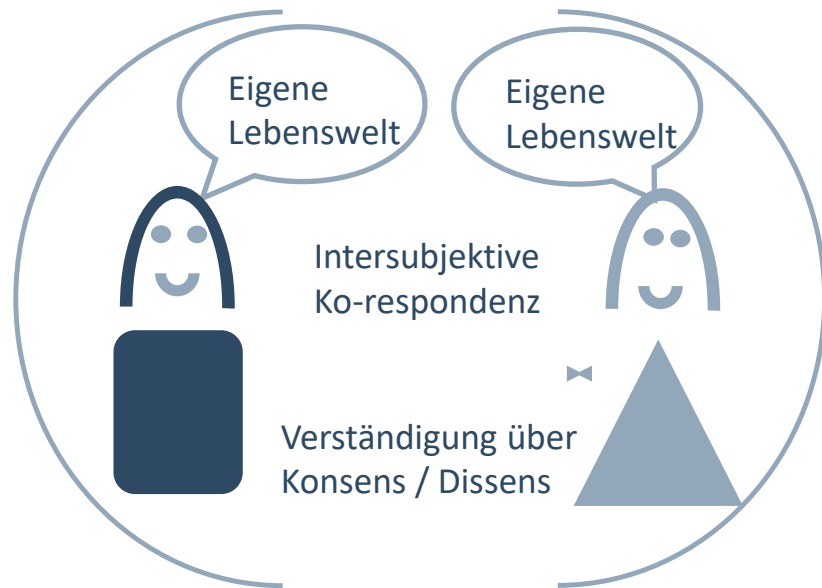 Eigene
Lebenswelt
Eigene
Lebenswelt
Intersubjektive
Ko-respondenz
Verständigung über
Konsens / Dissens